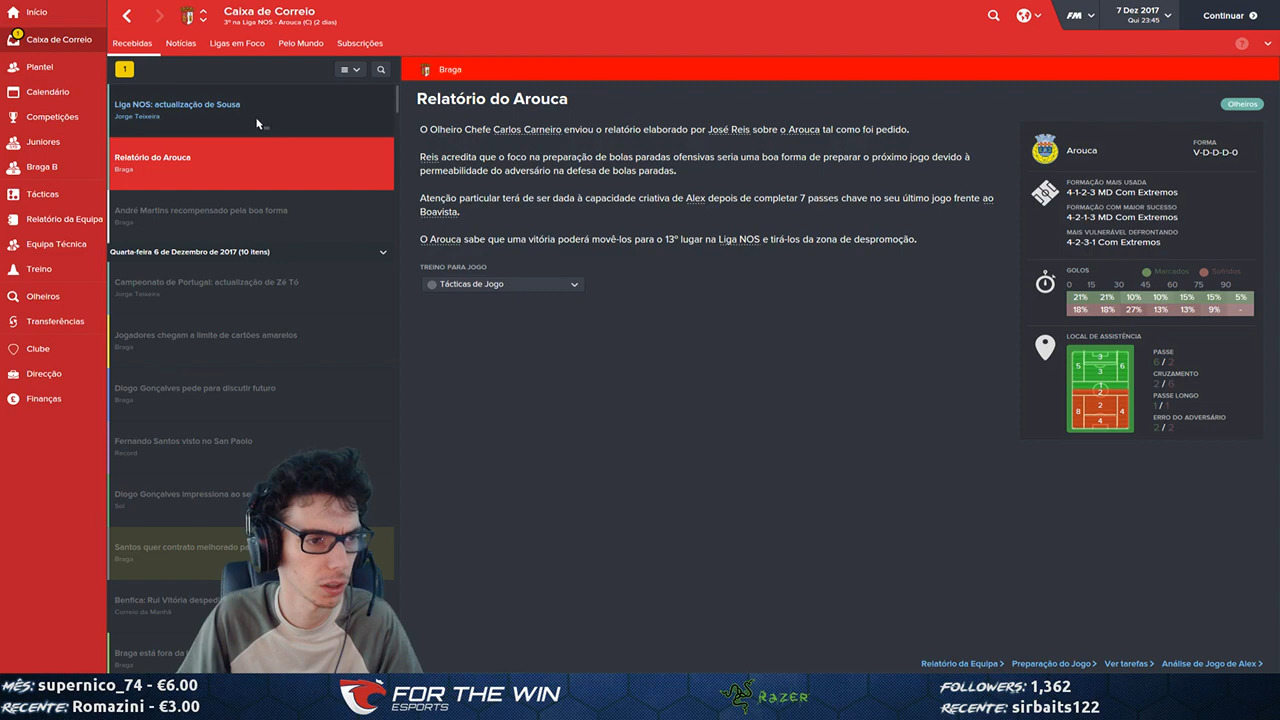 Início
Caixa de Correio
3º na Liga NOS - Arouca (C) (2 dias)
FM
7 Dez 2017
Qui 23:45
Continuar
1
Caixa de Correio
Recebidas
Notícias
Ligas em Foco
Pelo Mundo
Subscrições
Plantel
Calendário
Competições
Juniores
Braga B
Tácticas
Relatório da Equipa
Equipa Técnica
Treino
Olheiros
Transferências
Clube
Direcção
Finanças
1
Liga NOS: actualização de Sousa
Jorge Teixeira
Relatório do Arouca
Braga
André Martins recompensado pela boa forma
Braga
Quarta-feira 6 de Dezembro de 2017 (10 itens)
Campeonato de Portugal: actualização de Zé Tó
Jorge Teixeira
Jogadores chegam a limite de cartões amarelos
Braga
Diogo Gonçalves pede para discutir futuro
Braga
Fernando Santos visto no San Paolo
Record
Diogo Gonçalves impressiona ao
Sol
Santos quer contrato melhorado
Braga
Benfica: Rui Vitória
Correio da Manhã
Braga está fora da
Braga
Braga
Relatório do Arouca
Olheiros
O Olheiro Chefe Carlos Carneiro enviou o relatório elaborado por José Reis sobre o Arouca tal como foi pedido.
Reis acredita que o foco na preparação de bolas paradas ofensivas seria uma boa forma de preparar o próximo jogo devido à
permeabilidade do adversário na defesa de bolas paradas.
Atenção particular terá de ser dada à capacidade criativa de Alex depois de completar 7 passes chave no seu último jogo frente ao
Boavista.
O Arouca sabe que uma vitória poderá movê-los para o 13º lugar na Liga NOS e tirá-los da zona de despromoção.
TREINO PARA JOGO
Tácticas de Jogo
Arouca
FORMA
V-D-D-D-0
FORMAÇÃO MAIS USADA
4-1-2-3 MD Com Extremos
FORMAÇÃO COM MAIOR SUCESSO
4-2-1-3 MD Com Extremos
MAIS VULNERÁVEL DEFRONTANDO
4-2-3-1 Com Extremos
GOLOS
Marcados
Sofridos
0 15 30 45 60 75 90
21% 21% 10% 10% 15% 15% 5%
18% 18% 27% 13% 13% 9% -
LOCAL DE ASSISTÊNCIA
3
5 6
3
1
2
2
8 4
4
PASSE
6 / 2
CRUZAMENTO
2 / 6
PASSE LONGO
1 / 1
ERRO DO ADVERSÁRIO
2 / 2
Relatório da Equipa
Preparação do Jogo
Ver tarefas
Análise de Jogo de Alex
MÊS: supernico_74 - €6.00
RECENTE: Romazini - €3.00
FOR THE WIN
ESPORTS
RAZER
FOLLOWERS: 1,362
RECENTE: sirbaits122